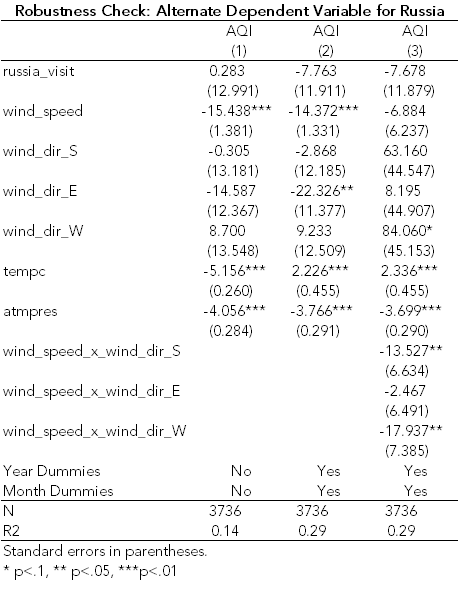 Robustness Check: Alternate Dependent Variable for Russia
AQI AQI AQI
(1) (2) (3)
russia_visit 0.283 -7.763 -7.678
(12.991) (11.911) (11.879)
wind_speed -15.438*** -14.372*** -6.884
(1.381) (1.331) (6.237)
wind_dir_S -0.305 -2.868 63.160
(13.181) (12.185) (44.547)
wind_dir_E -14.587 -22.326** 8.195
(12.367) (11.377) (44.907)
wind_dir_W 8.700 9.233 84.060*
(13.548) (12.509) (45.153)
tempc -5.156*** 2.226*** 2.336***
(0.260) (0.455) (0.455)
atmpres -4.056*** -3.766*** -3.699***
(0.284) (0.291) (0.290)
wind_speed_x_wind_dir_S -13.527**
(6.634)
wind_speed_x_wind_dir_E -2.467
(6.491)
wind_speed_x_wind_dir_W -17.937**
(7.385)
Year Dummies No Yes Yes
Month Dummies No Yes Yes
N 3736 3736 3736
R2 0.14 0.29 0.29
Standard errors in parentheses.
* p<.1, ** p<.05, ***p<.01